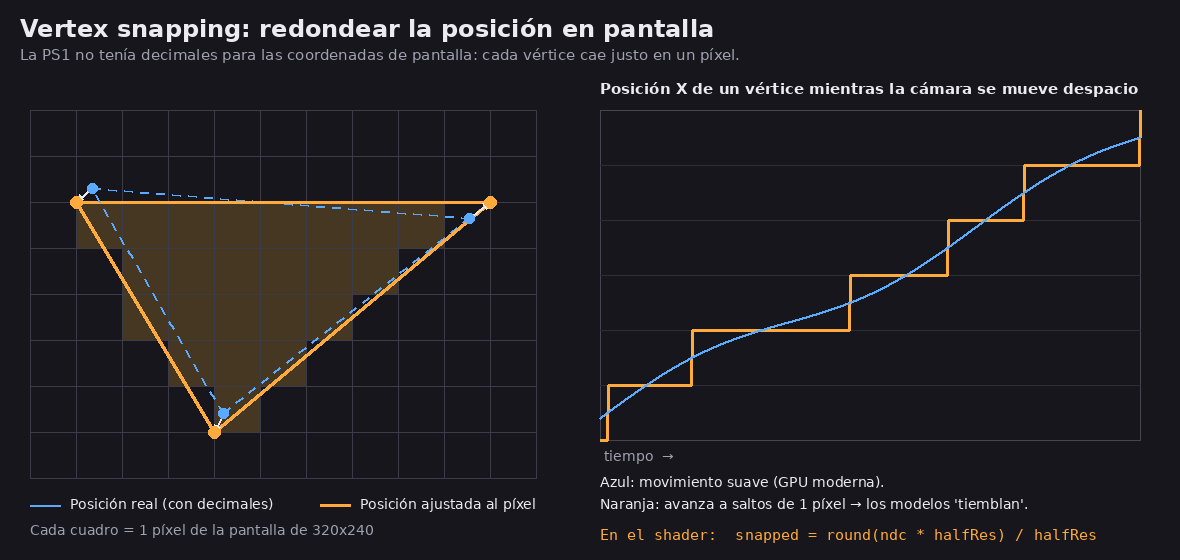 Vertex snapping: redondear la posición en pantalla
La PS1 no tenía decimales para las coordenadas de pantalla: cada vértice cae justo en un píxel.
Posición X de un vértice mientras la cámara se mueve despacio
tiempo →
Posición real (con decimales)
Posición ajustada al píxel
Cada cuadro = 1 píxel de la pantalla de 320x240
Azul: movimiento suave (GPU moderna).
Naranja: avanza a saltos de 1 píxel → los modelos 'tiemblan'.
En el shader:  snapped = round(ndc * halfRes) / halfRes